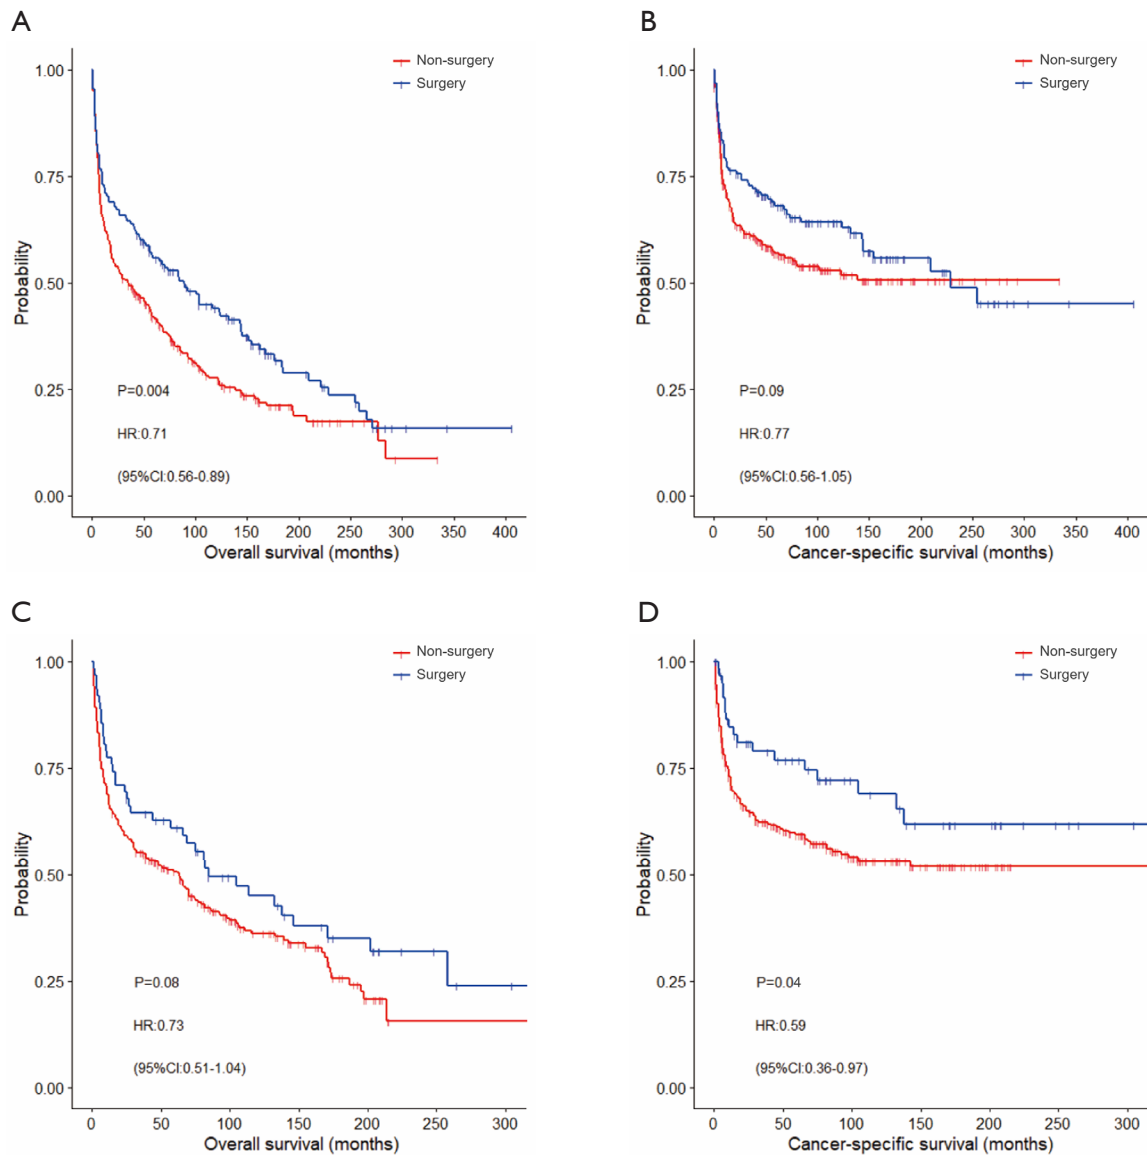 A
Non-surgery
Surgery
1.00
0.75
0.50
0.25
0.00
Probability
P=0.004
HR:0.71
(95%CI:0.56-0.89)
0 50 100 150 200 250 300 350 400
Overall survival (months)
B
Non-surgery
Surgery
1.00
0.75
0.50
0.25
0.00
Probability
P=0.09
HR:0.77
(95%CI:0.56-1.05)
0 50 100 150 200 250 300 350 400
Cancer-specific survival (months)
C
Non-surgery
Surgery
1.00
0.75
0.50
0.25
0.00
Probability
P=0.08
HR:0.73
(95%CI:0.51-1.04)
0 50 100 150 200 250 300
Overall survival (months)
D
Non-surgery
Surgery
1.00
0.75
0.50
0.25
0.00
Probability
P=0.04
HR:0.59
(95%CI:0.36-0.97)
0 50 100 150 200 250 300
Cancer-specific survival (months)